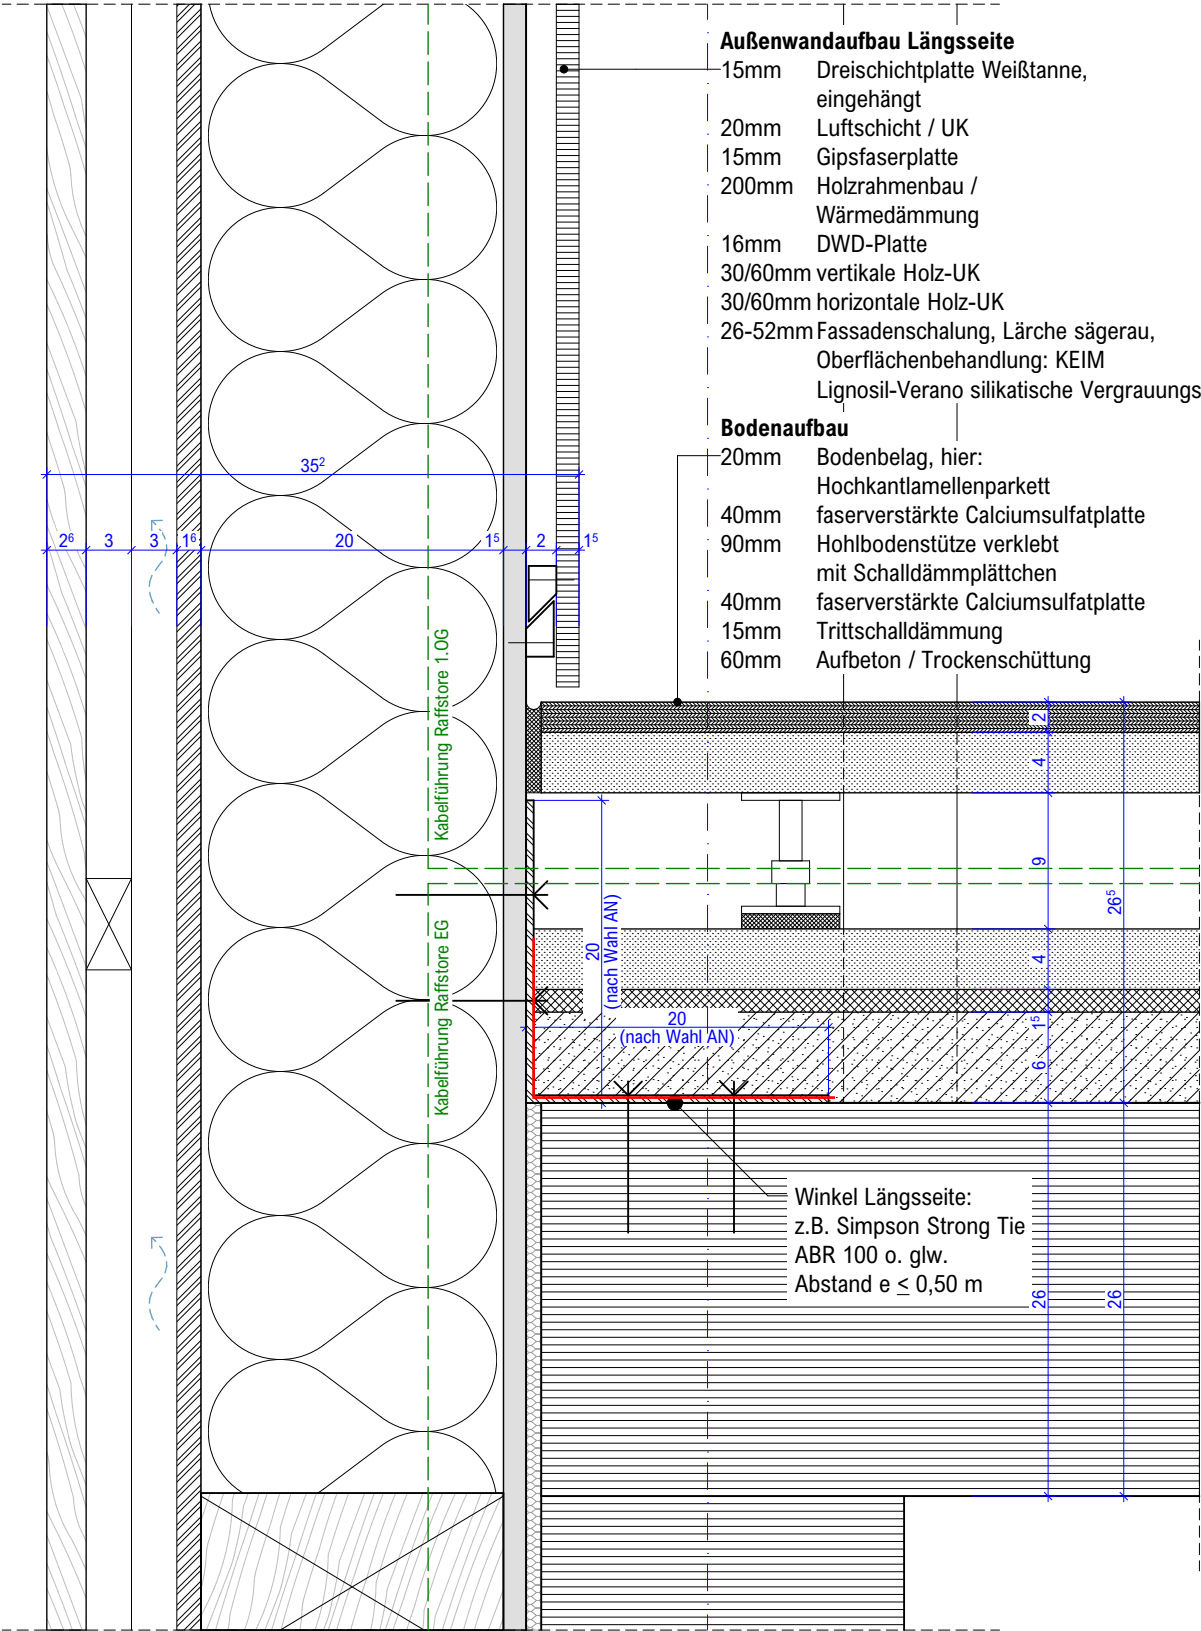 Außenwandaufbau Längsseite
15mm Dreischichtplatte Weißtanne,
eingehängt
20mm Luftschicht / UK
15mm Gipsfaserplatte
200mm Holzrahmenbau /
Wärmedämmung
16mm DWD-Platte
30/60mm vertikale Holz-UK
30/60mm horizontale Holz-UK
26-52mm Fassadenschalung, Lärche sägerau,
Oberflächenbehandlung: KEIM
Lignosil-Verano silikatische Vergrauungs
Bodenaufbau
20mm Bodenbelag, hier:
Hochkantlamellenparkett
40mm faserverstärkte Calciumsulfatplatte
90mm Hohlbodenstütze verklebt
mit Schalldämmplättchen
40mm faserverstärkte Calciumsulfatplatte
15mm Trittschalldämmung
60mm Aufbeton / Trockenschüttung
35²
2⁶ 3 3 1⁶ 20 1⁵ 2 1⁵
Kabelführung Raffstore 1.OG
Kabelführung Raffstore EG
20
(nach Wahl AN)
20
(nach Wahl AN)
2
4
9
4
1⁵
6
26
26⁵
26
Winkel Längsseite:
z.B. Simpson Strong Tie
ABR 100 o. glw.
Abstand e ≤ 0,50 m